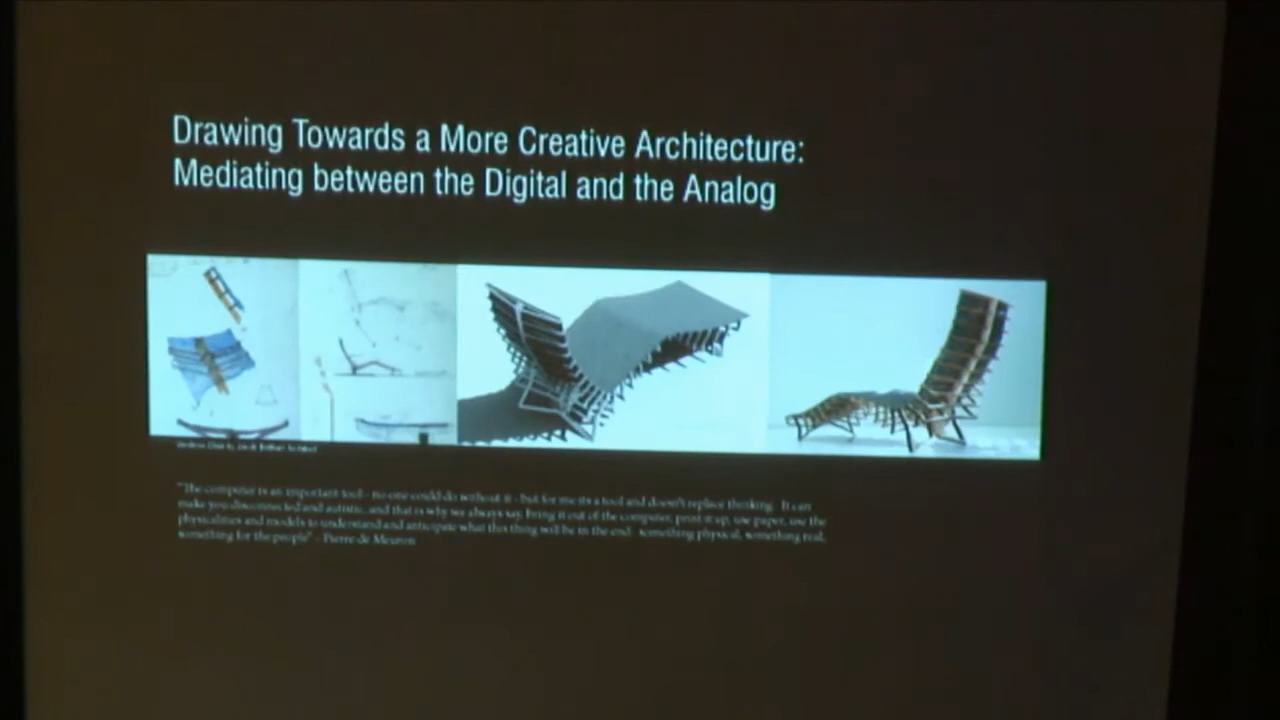 Drawing Towards a More Creative Architecture:
Mediating between the Digital and the Analog
"The computer is an important tool - no one could do without it - but for me its a tool and doesn't replace thinking. It can
make you disconnected and autistic, and that is why we always say, bring it out of the computer, print it up, use paper, use the
physicalities and models to understand and anticipate what this thing will be in the end: something physical, something real,
something for the people" - Pierre de Meuron